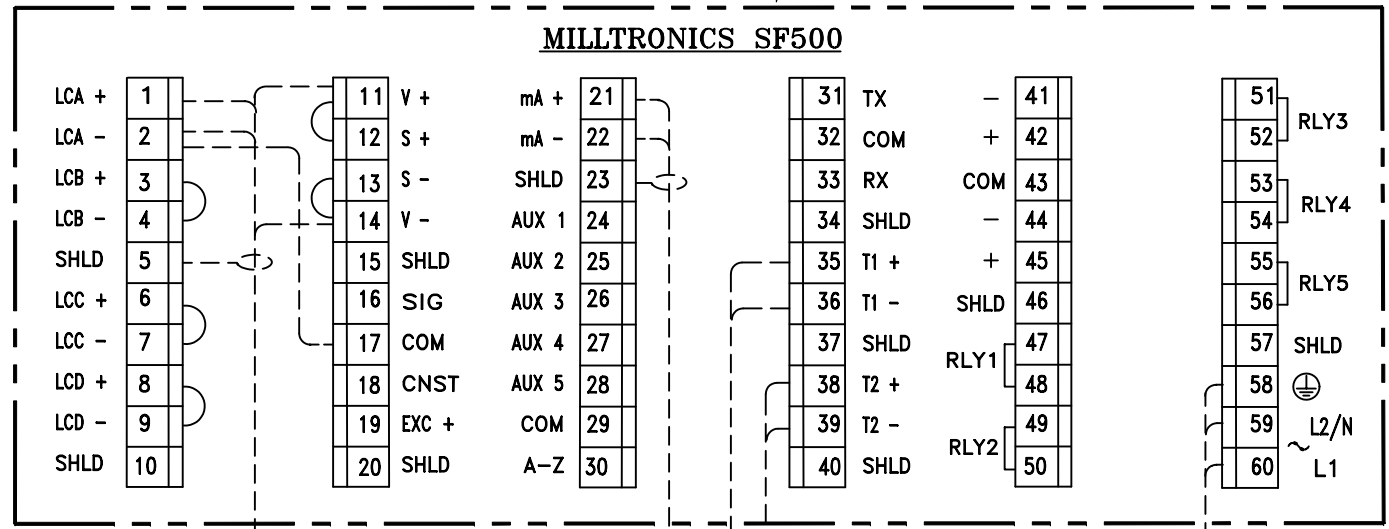 MILLTRONICS SF500
LCA + 1
LCA - 2
LCB + 3
LCB - 4
SHLD 5
LCC + 6
LCC - 7
LCD + 8
LCD - 9
SHLD 10
11 V +
12 S +
13 S -
14 V -
15 SHLD
16 SIG
17 COM
18 CNST
19 EXC +
20 SHLD
mA + 21
mA - 22
SHLD 23
AUX 1 24
AUX 2 25
AUX 3 26
AUX 4 27
AUX 5 28
COM 29
A-Z 30
31 TX
32 COM
33 RX
34 SHLD
35 T1 +
36 T1 -
37 SHLD
38 T2 +
39 T2 -
40 SHLD
- 41
+ 42
COM 43
- 44
+ 45
SHLD 46
47
RLY1
48
49
RLY2
50
51
RLY3
52
53
RLY4
54
55
RLY5
56
57 SHLD
58
59 L2/N
~
60 L1